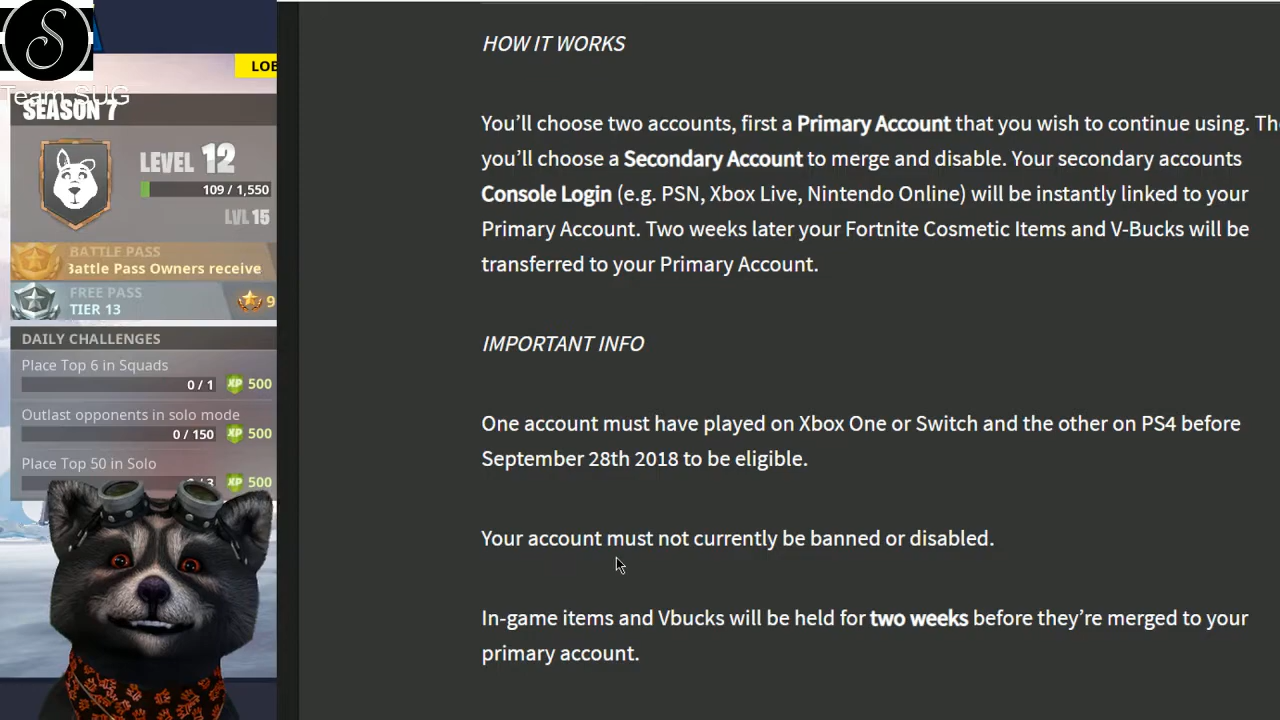 S
Team SUG
LOB
SEASON 7
LEVEL 12
109 / 1,550
LVL 15
BATTLE PASS
Battle Pass Owners receive
FREE PASS
TIER 13
9
DAILY CHALLENGES
Place Top 6 in Squads
0 / 1 XP 500
Outlast opponents in solo mode
0 / 150 XP 500
Place Top 50 in Solo
/ 3 XP 500
HOW IT WORKS
You’ll choose two accounts, first a Primary Account that you wish to continue using. Th
you’ll choose a Secondary Account to merge and disable. Your secondary accounts
Console Login (e.g. PSN, Xbox Live, Nintendo Online) will be instantly linked to your
Primary Account. Two weeks later your Fortnite Cosmetic Items and V-Bucks will be
transferred to your Primary Account.
IMPORTANT INFO
One account must have played on Xbox One or Switch and the other on PS4 before
September 28th 2018 to be eligible.
Your account must not currently be banned or disabled.
In-game items and Vbucks will be held for two weeks before they’re merged to your
primary account.